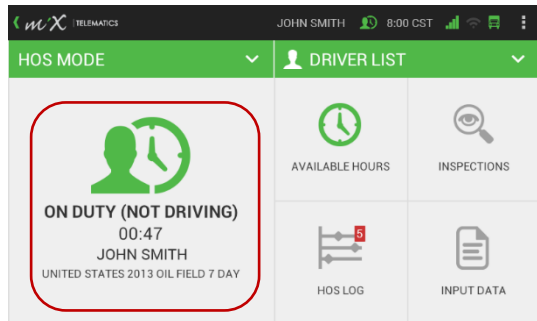 mix TELEMATICS
JOHN SMITH 8:00 CST
HOS MODE
DRIVER LIST
ON DUTY (NOT DRIVING)
00:47
JOHN SMITH
UNITED STATES 2013 OIL FIELD 7 DAY
AVAILABLE HOURS
INSPECTIONS
5
HOS LOG
INPUT DATA